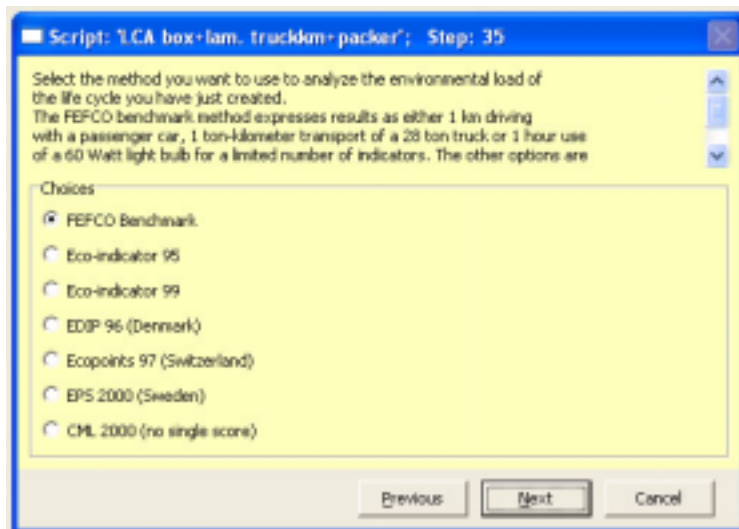 Script: 'LCA box+lam. truckkm+packer'; Step: 35
Select the method you want to use to analyze the environmental load of
the life cycle you have just created.
The FEFCO benchmark method expresses results as either 1 km driving
with a passenger car, 1 ton-kilometer transport of a 28 ton truck or 1 hour use
of a 60 Watt light bulb for a limited number of indicators. The other options are
Choices
FEFCO Benchmark
Eco-indicator 95
Eco-indicator 99
EDIP 96 (Denmark)
Ecopoints 97 (Switzerland)
EPS 2000 (Sweden)
CML 2000 (no single score)
Previous
Next
Cancel